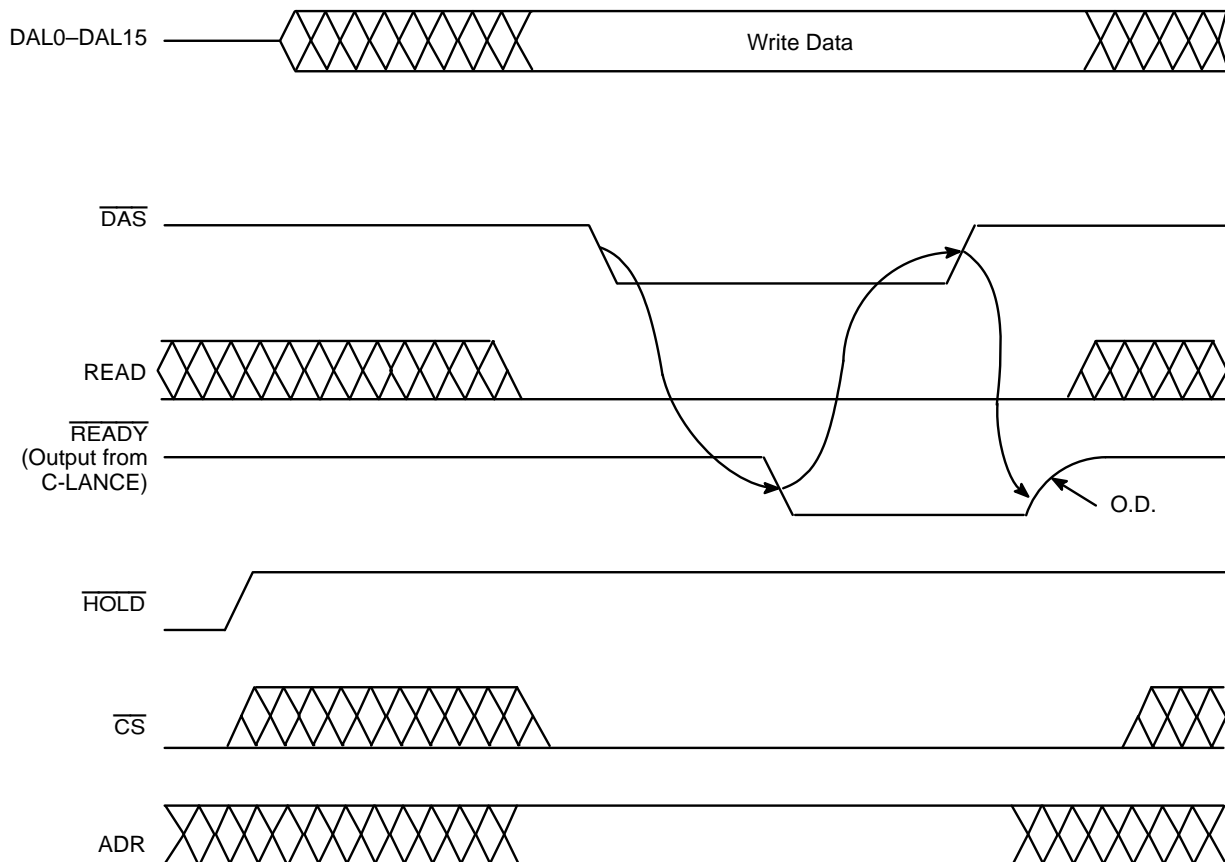 DAL0–DAL15
Write Data
DAS
READ
READY
(Output from
C-LANCE)
O.D.
HOLD
CS
ADR